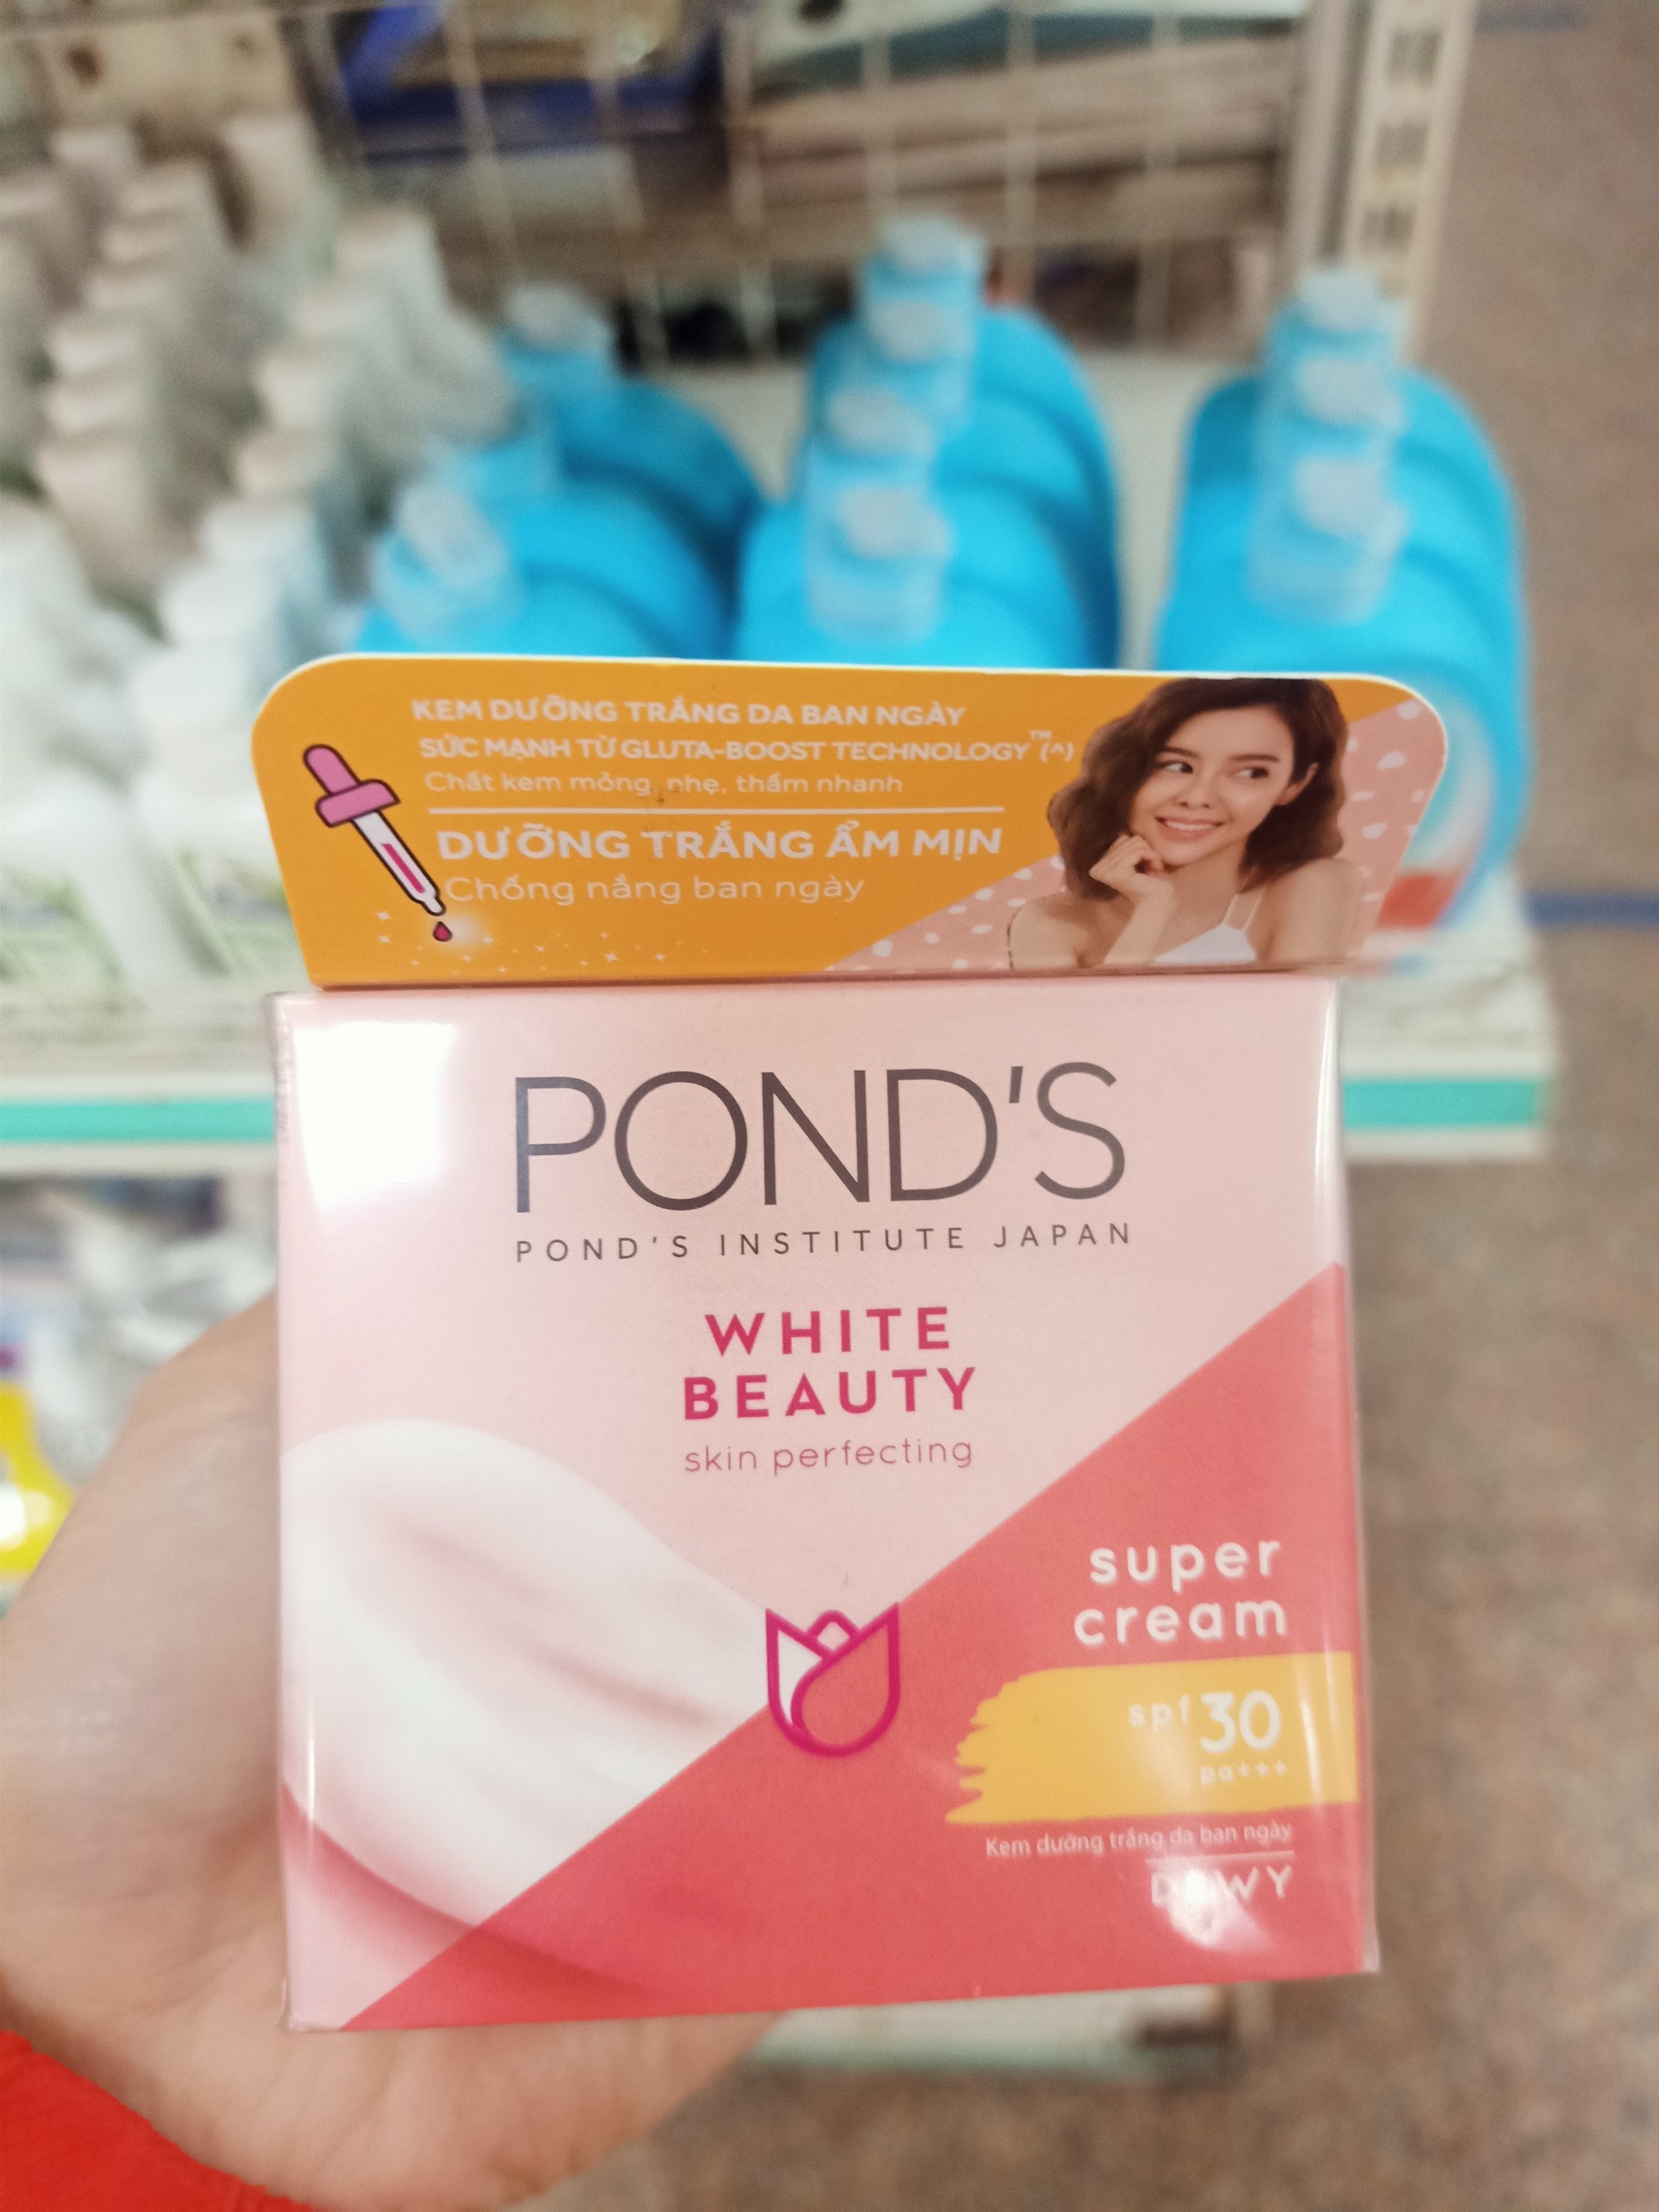 KEM DƯỠNG TRẮNG DA BAN NGÀY
SỨC MẠNH TỪ GLUTA-BOOST TECHNOLOGY™(^)
Chất kem mỏng, nhẹ, thấm nhanh
DƯỠNG TRẮNG ẨM MỊN
Chống nắng ban ngày
POND'S
POND'S INSTITUTE JAPAN
WHITE
BEAUTY
skin perfecting
super
cream
spf 30
pa+++
Kem dưỡng trắng da ban ngày
DEWY